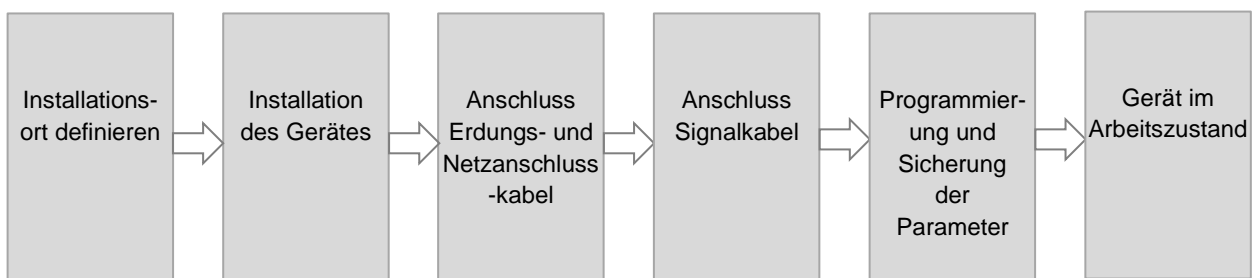 Installations-
ort definieren
Installation
des Gerätes
Anschluss
Erdungs- und
Netzanschluss
-kabel
Anschluss
Signalkabel
Programmier-
ung und
Sicherung
der
Parameter
Gerät im
Arbeitszustand